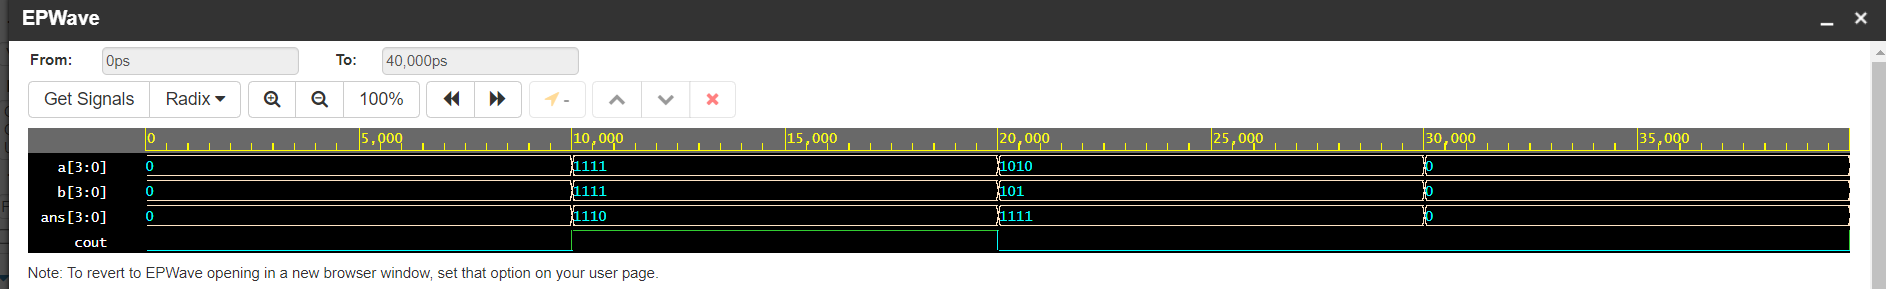 EPWave
From: 0ps To: 40,000ps
Get Signals Radix 100% -
0 5,000 10,000 15,000 20,000 25,000 30,000 35,000
a[3:0] 0 1111 1010 0
b[3:0] 0 1111 101 0
ans[3:0] 0 1110 1111 0
cout
Note: To revert to EPWave opening in a new browser window, set that option on your user page.